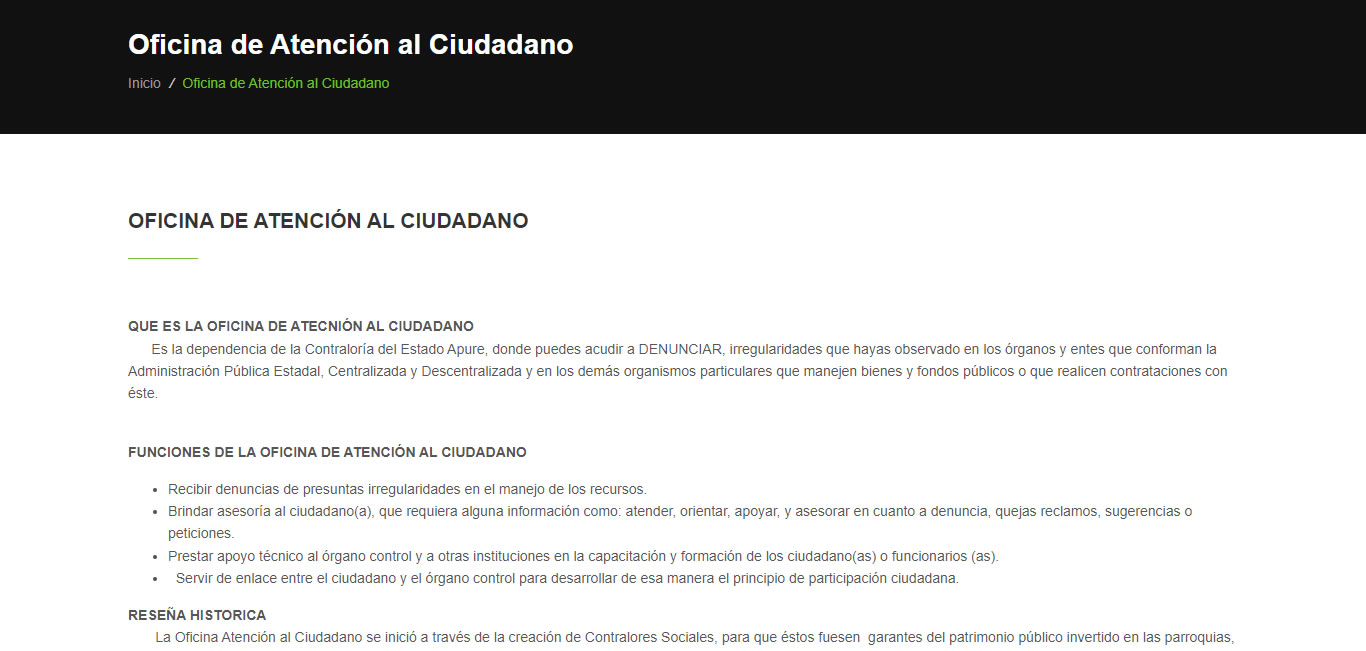 Oficina de Atención al Ciudadano
Inicio / Oficina de Atención al Ciudadano
OFICINA DE ATENCIÓN AL CIUDADANO
QUE ES LA OFICINA DE ATECNIÓN AL CIUDADANO
Es la dependencia de la Contraloría del Estado Apure, donde puedes acudir a DENUNCIAR, irregularidades que hayas observado en los órganos y entes que conforman la
Administración Pública Estadal, Centralizada y Descentralizada y en los demás organismos particulares que manejen bienes y fondos públicos o que realicen contrataciones con
éste.
FUNCIONES DE LA OFICINA DE ATENCIÓN AL CIUDADANO
• Recibir denuncias de presuntas irregularidades en el manejo de los recursos.
• Brindar asesoría al ciudadano(a), que requiera alguna información como: atender, orientar, apoyar, y asesorar en cuanto a denuncia, quejas reclamos, sugerencias o
peticiones.
• Prestar apoyo técnico al órgano control y a otras instituciones en la capacitación y formación de los ciudadano(as) o funcionarios (as).
• Servir de enlace entre el ciudadano y el órgano control para desarrollar de esa manera el principio de participación ciudadana.
RESEÑA HISTORICA
La Oficina Atención al Ciudadano se inició a través de la creación de Contralores Sociales, para que éstos fuesen garantes del patrimonio público invertido en las parroquias,